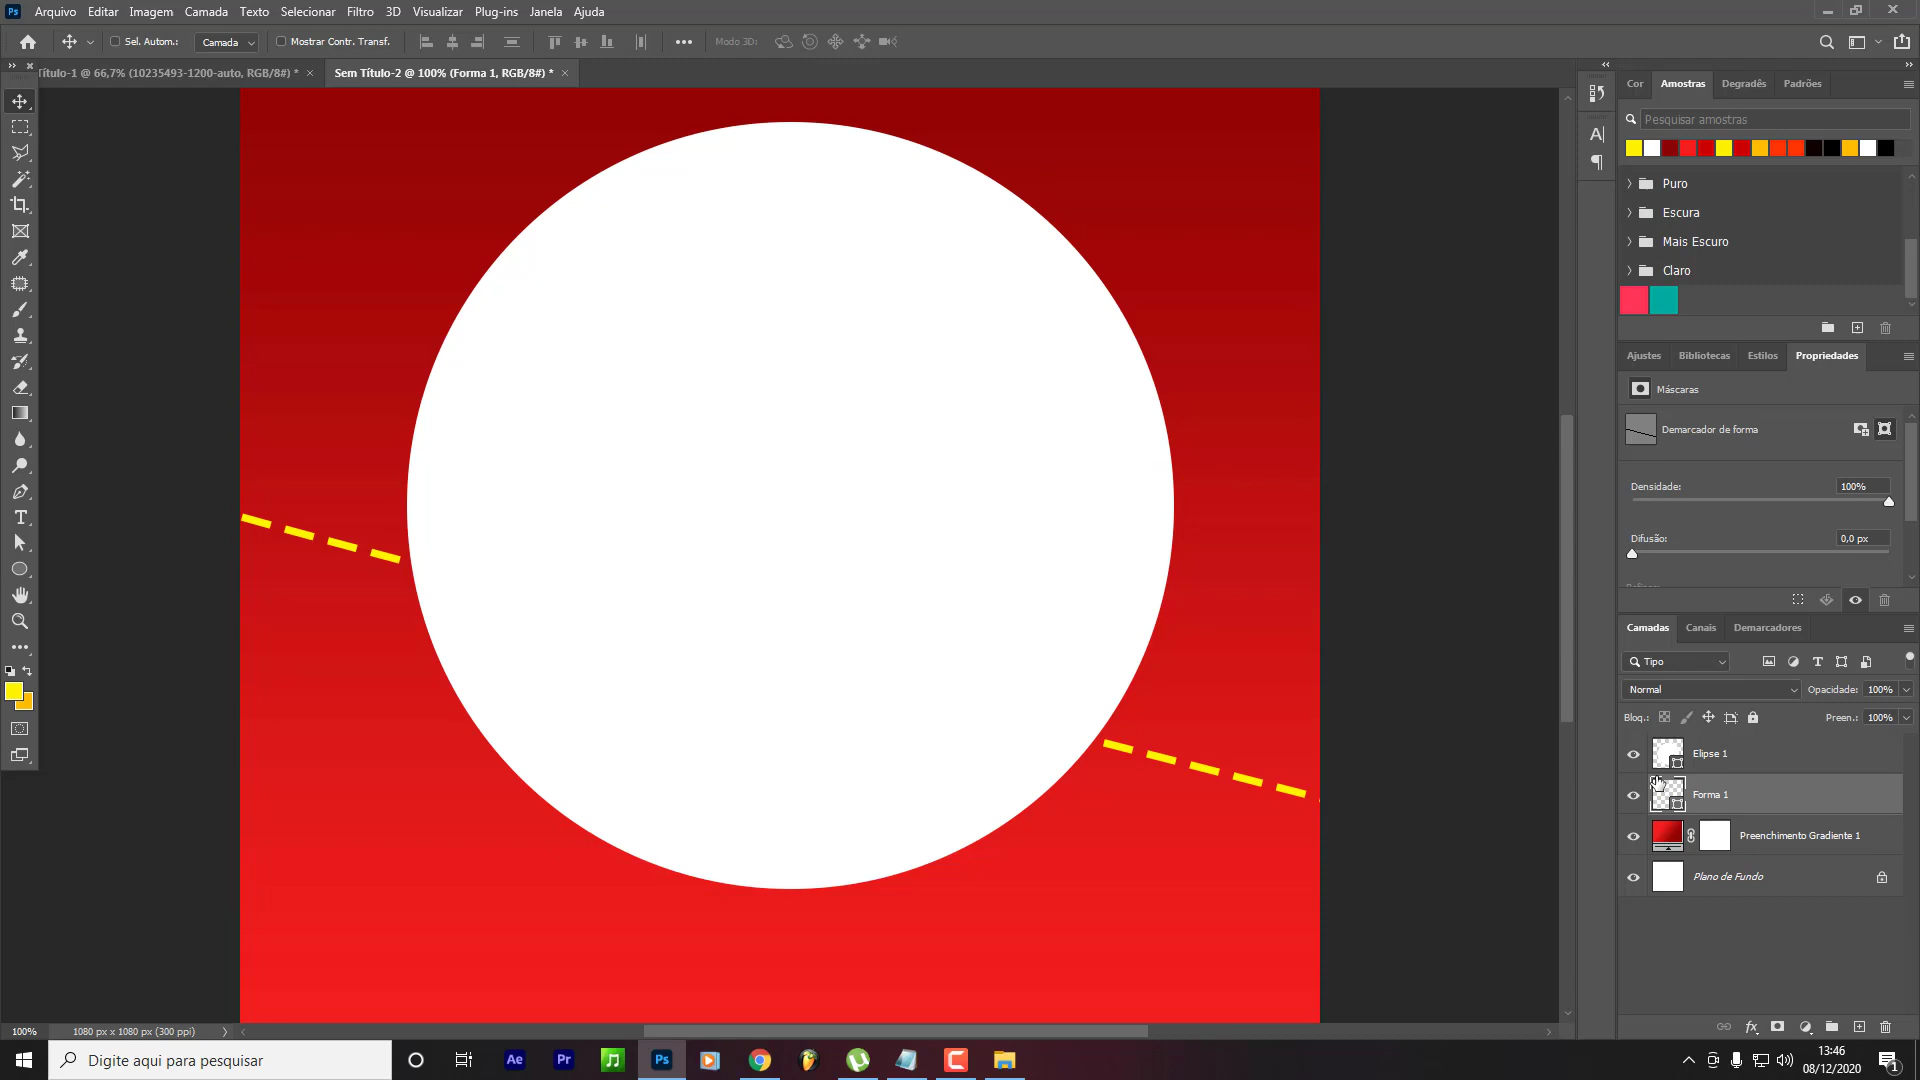 Ps Arquivo Editar Imagem Camada Texto Selecionar Filtro 3D Visualizar Plug-ins Janela Ajuda
Sel. Autom.: Camada Mostrar Contr. Transf. Modo 3D:
Título-1 @ 66,7% (10235493-1200-auto, RGB/8#) * Sem Título-2 @ 100% (Forma 1, RGB/8#) *
Cor Amostras Degradês Padrões
Pesquisar amostras
Puro
Escura
Mais Escuro
Claro
Ajustes Bibliotecas Estilos Propriedades
Máscaras
Demarcador de forma
Densidade: 100%
Difusão: 0,0 px
Camadas Canais Demarcadores
Tipo
Normal Opacidade: 100%
Bloq.: Preen.: 100%
Elipse 1
Forma 1
Preenchimento Gradiente 1
Plano de Fundo
100% 1080 px x 1080 px (300 ppi)
Digite aqui para pesquisar Ae Pr Ps
13:46
08/12/2020
1